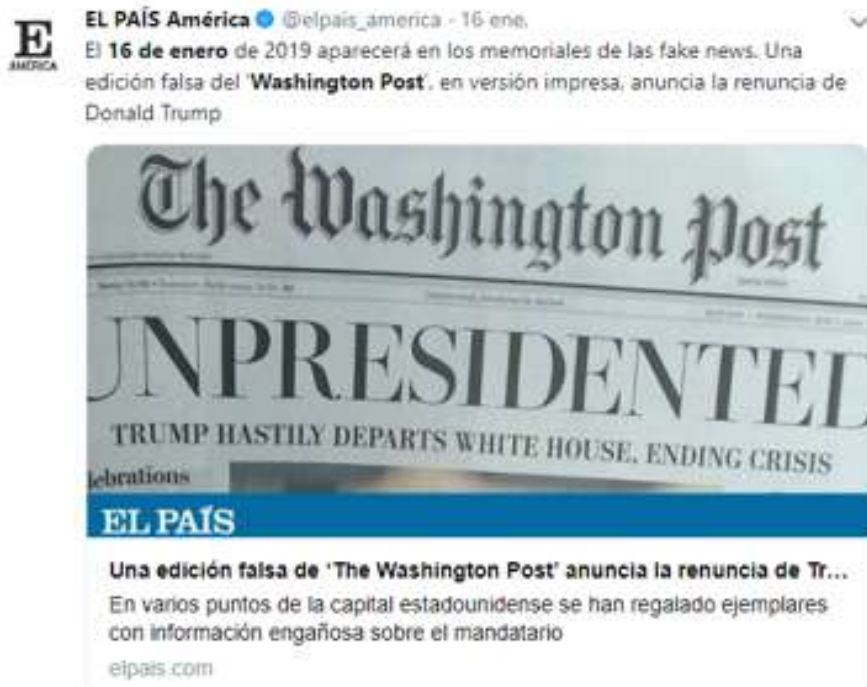 E
AMÉRICA
EL PAÍS América @elpais_america - 16 ene.
El 16 de enero de 2019 aparecerá en los memoriales de las fake news. Una
edición falsa del 'Washington Post', en versión impresa, anuncia la renuncia de
Donald Trump
The Washington Post
UNPRESIDENTED
TRUMP HASTILY DEPARTS WHITE HOUSE, ENDING CRISIS
lebrations
EL PAÍS
Una edición falsa de 'The Washington Post' anuncia la renuncia de Tr...
En varios puntos de la capital estadounidense se han regalado ejemplares
con información engañosa sobre el mandatario
elpais.com